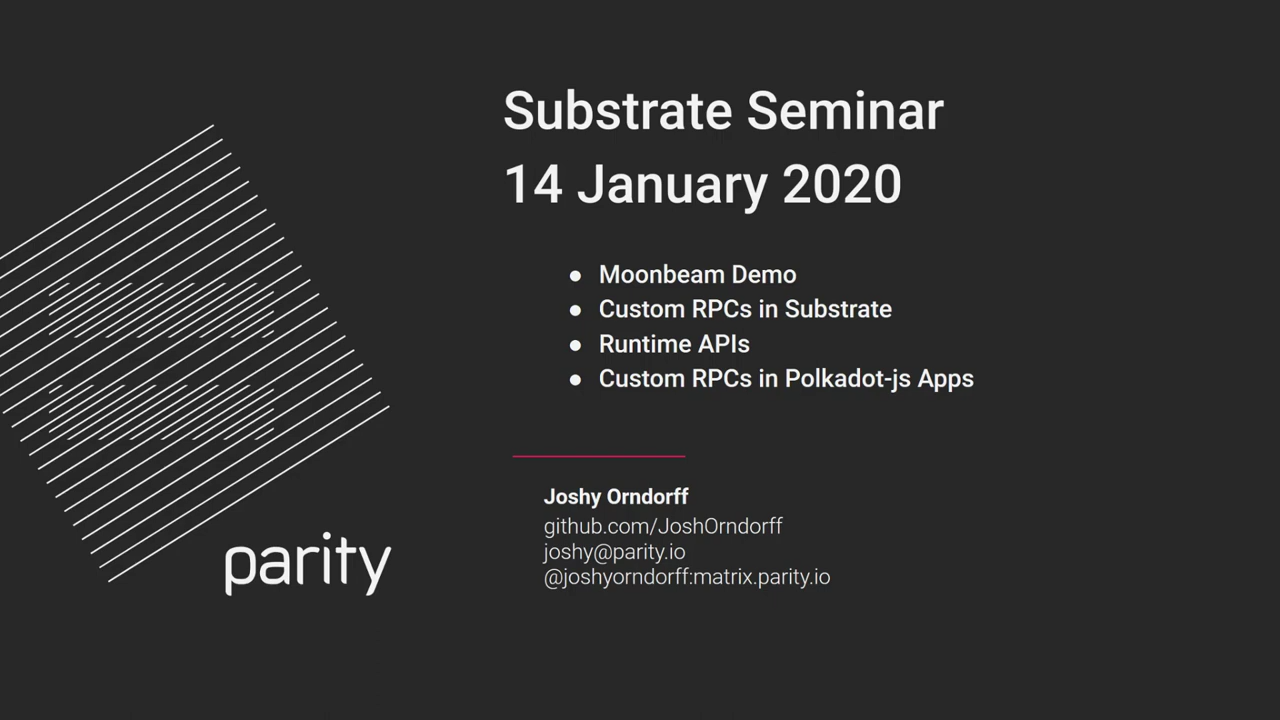 Substrate Seminar
14 January 2020
● Moonbeam Demo
● Custom RPCs in Substrate
● Runtime APIs
● Custom RPCs in Polkadot-js Apps
Joshy Orndorff
github.com/JoshOrndorff
joshy@parity.io
@joshyorndorff:matrix.parity.io
parity